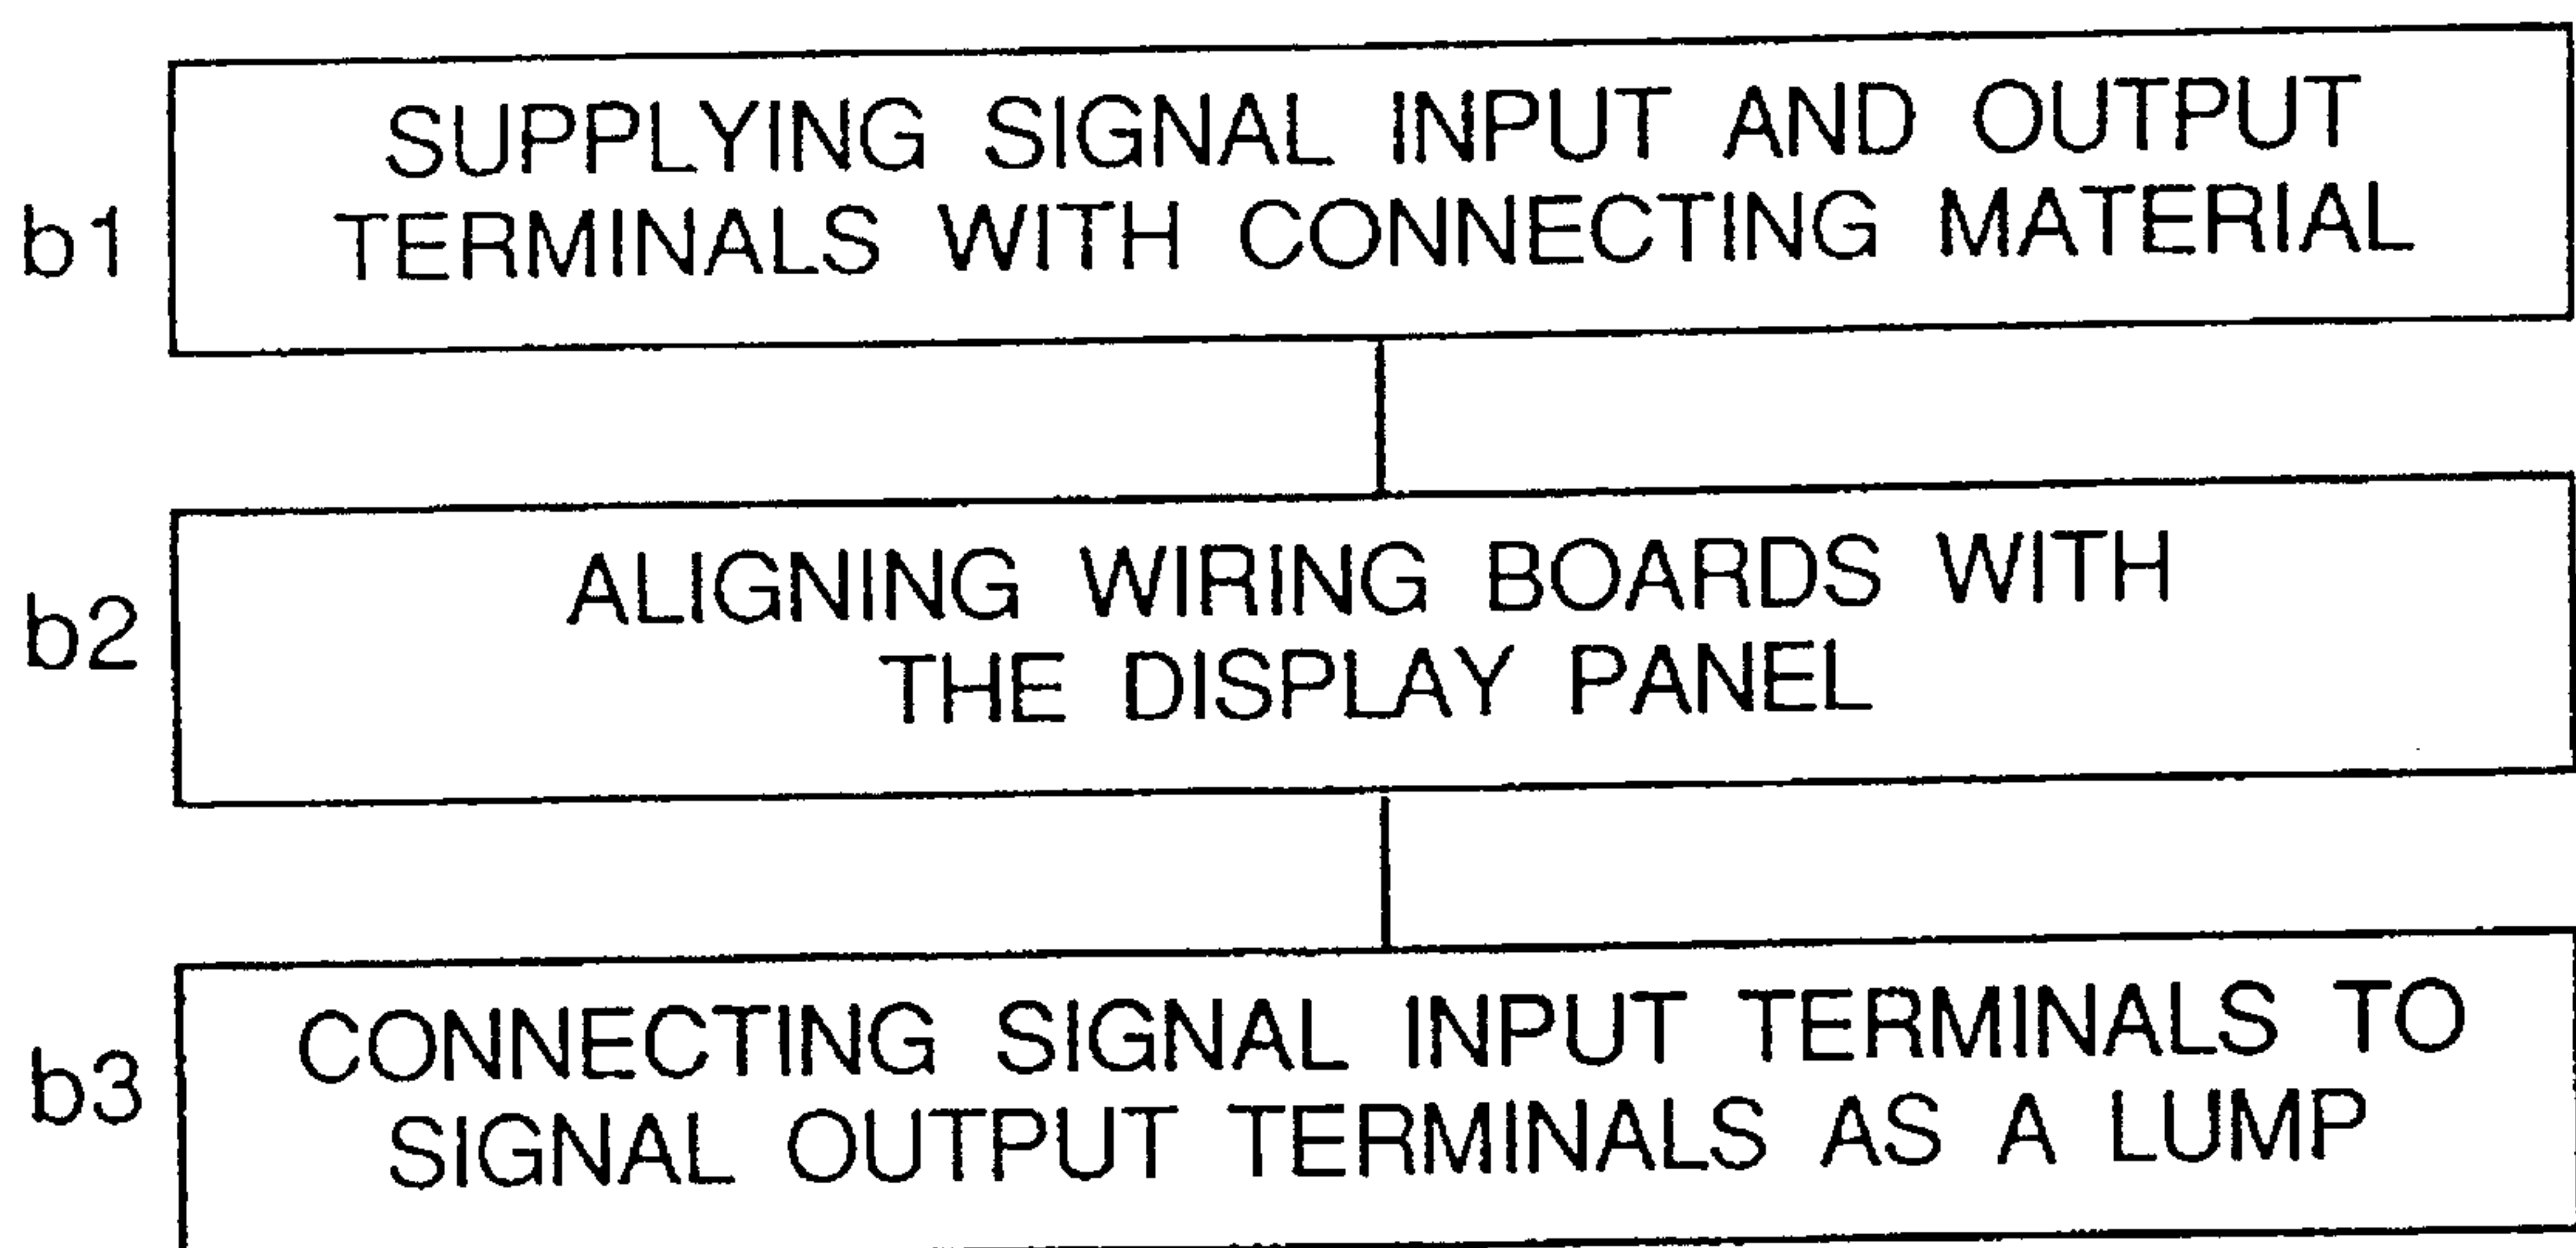 b1
SUPPLYING SIGNAL INPUT AND OUTPUT
TERMINALS WITH CONNECTING MATERIAL
b2
ALIGNING WIRING BOARDS WITH
THE DISPLAY PANEL
b3
CONNECTING SIGNAL INPUT TERMINALS TO
SIGNAL OUTPUT TERMINALS AS A LUMP